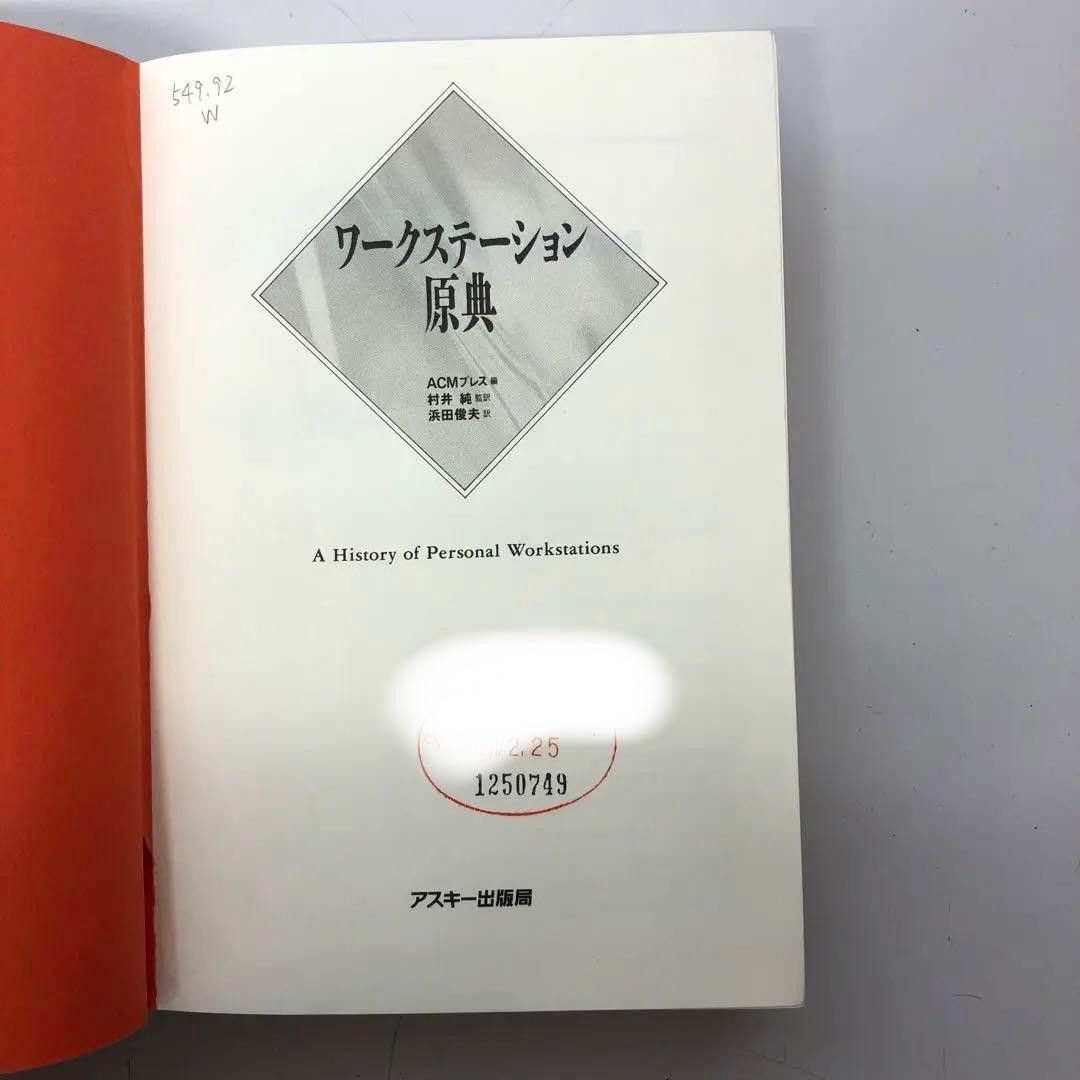 549.92
W
ワークステーション
原典
ACMプレス 編
村井 純 監訳
浜田俊夫 訳
A History of Personal Workstations
2.25
1250749
アスキー出版局